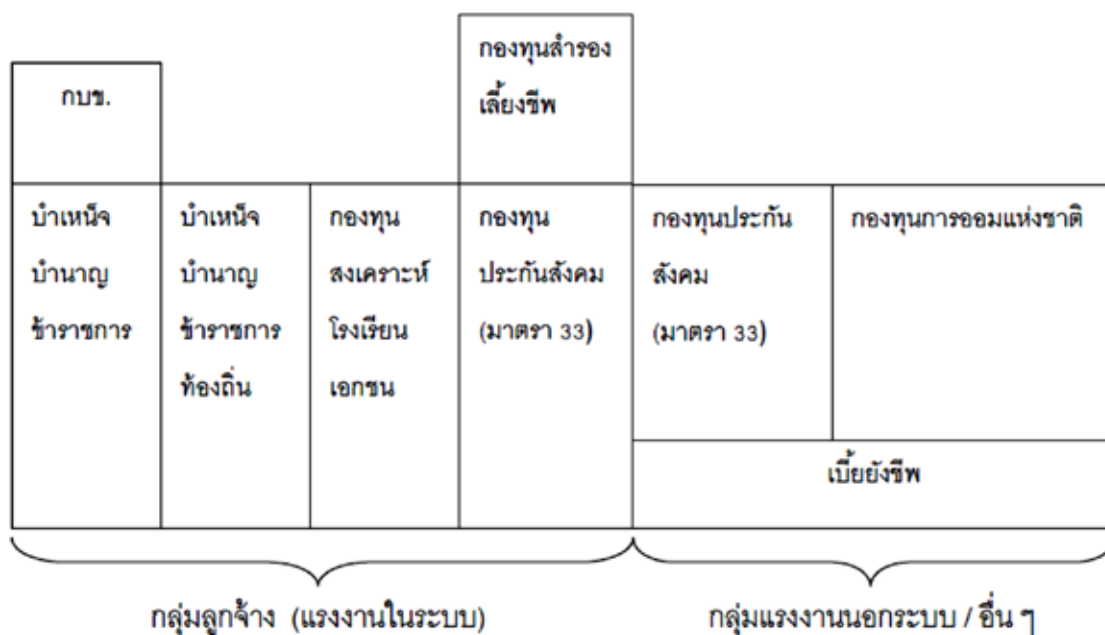 กองทุนสำรอง
เลี้ยงชีพ
กบข.
บำเหน็จ
บำนาญ
ข้าราชการ
บำเหน็จ
บำนาญ
ข้าราชการ
ท้องถิ่น
กองทุน
สงเคราะห์
โรงเรียน
เอกชน
กองทุน
ประกันสังคม
(มาตรา 33)
กองทุนประกัน
สังคม
(มาตรา 33)
กองทุนการออมแห่งชาติ
เบี้ยยังชีพ
กลุ่มลูกจ้าง (แรงงานในระบบ)
กลุ่มแรงงานนอกระบบ / อื่น ๆ